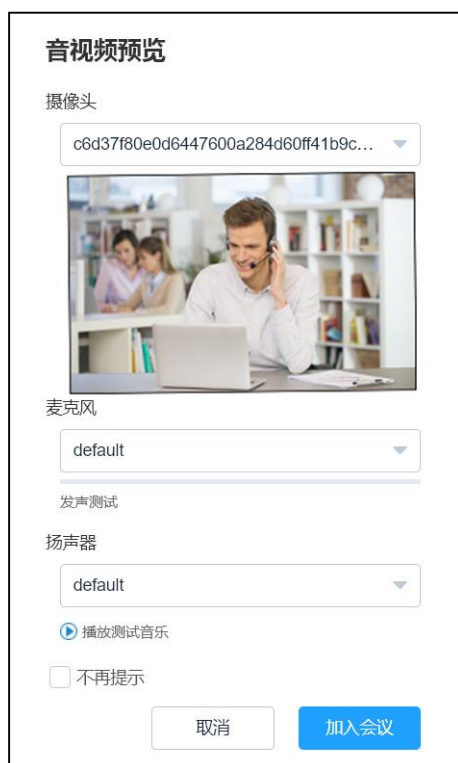 音视频预览
摄像头
c6d37f80e0d6447600a284d60ff41b9c...
麦克风
default
发声测试
扬声器
default
播放测试音乐
不再提示
取消
加入会议